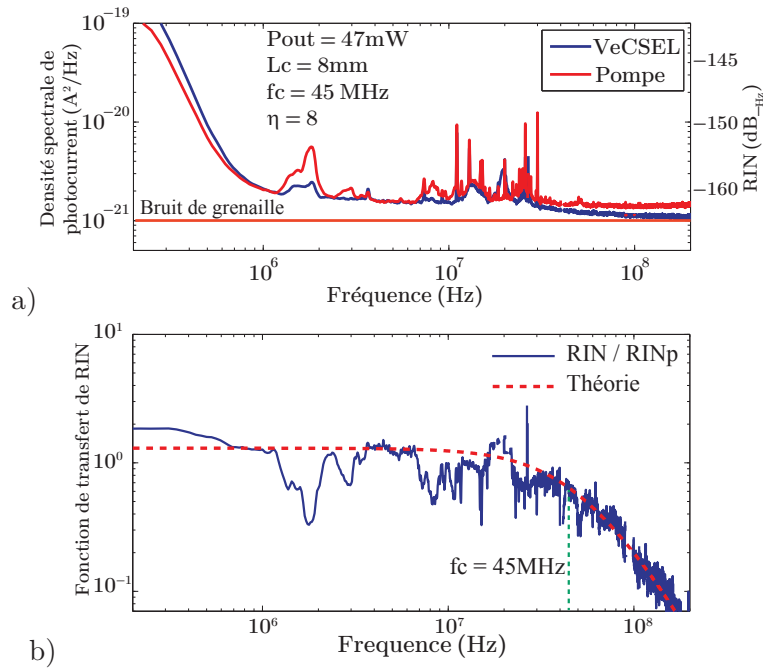 10⁻¹⁹
10⁻²⁰
10⁻²¹
Densité spectrale de
photocurrent (A²/Hz)
Pout = 47mW
Lc = 8mm
fc = 45 MHz
η = 8
VeCSEL
Pompe
Bruit de grenaille
−145
−150
−160
RIN (dB₋Hz)
10⁶
10⁷
10⁸
Fréquence (Hz)
a)
10¹
10⁰
10⁻¹
Fonction de transfert de RIN
RIN / RINp
Théorie
fc = 45MHz
10⁶
10⁷
10⁸
Frequence (Hz)
b)